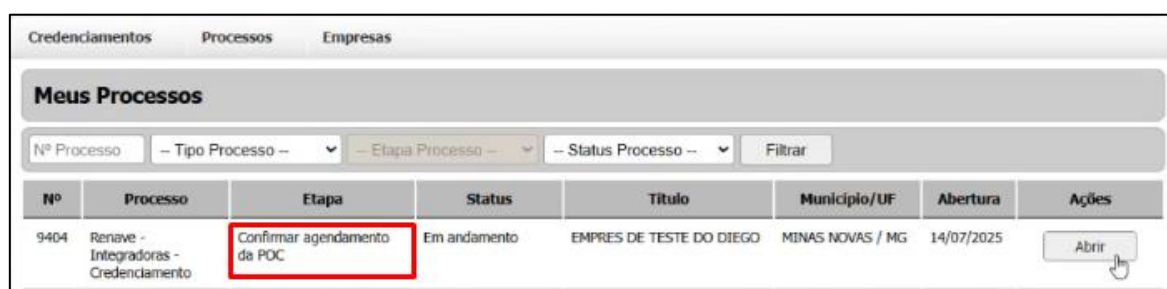 Credenciamentos Processos Empresas
Meus Processos
Nº Processo -- Tipo Processo -- -- Etapa Processo -- -- Status Processo -- Filtrar
Nº Processo Etapa Status Título Município/UF Abertura Ações
9404 Renave - Confirmar agendamento Em andamento EMPRES DE TESTE DO DIEGO MINAS NOVAS / MG 14/07/2025 Abrir
Integradoras - da POC
Credenciamento